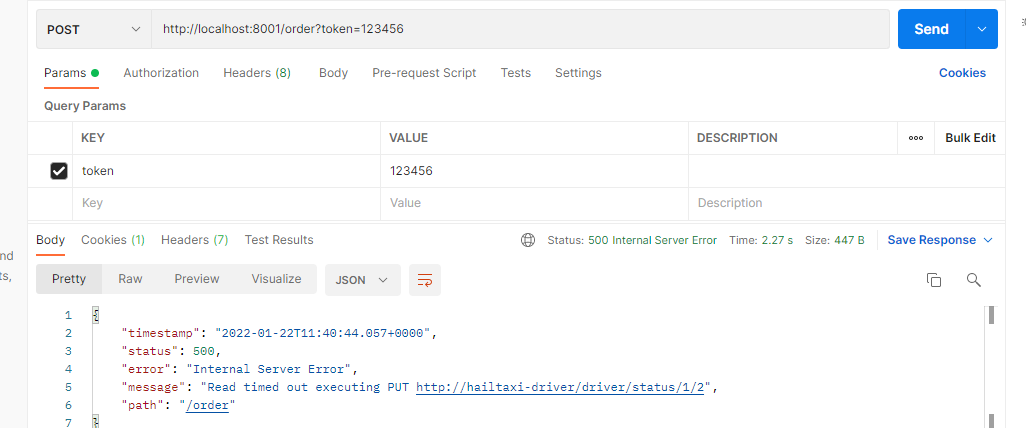 POST http://localhost:8001/order?token=123456 Send
Params Authorization Headers (8) Body Pre-request Script Tests Settings Cookies
Query Params
KEY VALUE DESCRIPTION ooo Bulk Edit
token 123456
Key Value Description
Body Cookies (1) Headers (7) Test Results Status: 500 Internal Server Error Time: 2.27 s Size: 447 B Save Response
nd
ts,
Pretty Raw Preview Visualize JSON
1 {
2 "timestamp": "2022-01-22T11:40:44.057+0000",
3 "status": 500,
4 "error": "Internal Server Error",
5 "message": "Read timed out executing PUT http://hailtaxi-driver/driver/status/1/2",
6 "path": "/order"
7 }